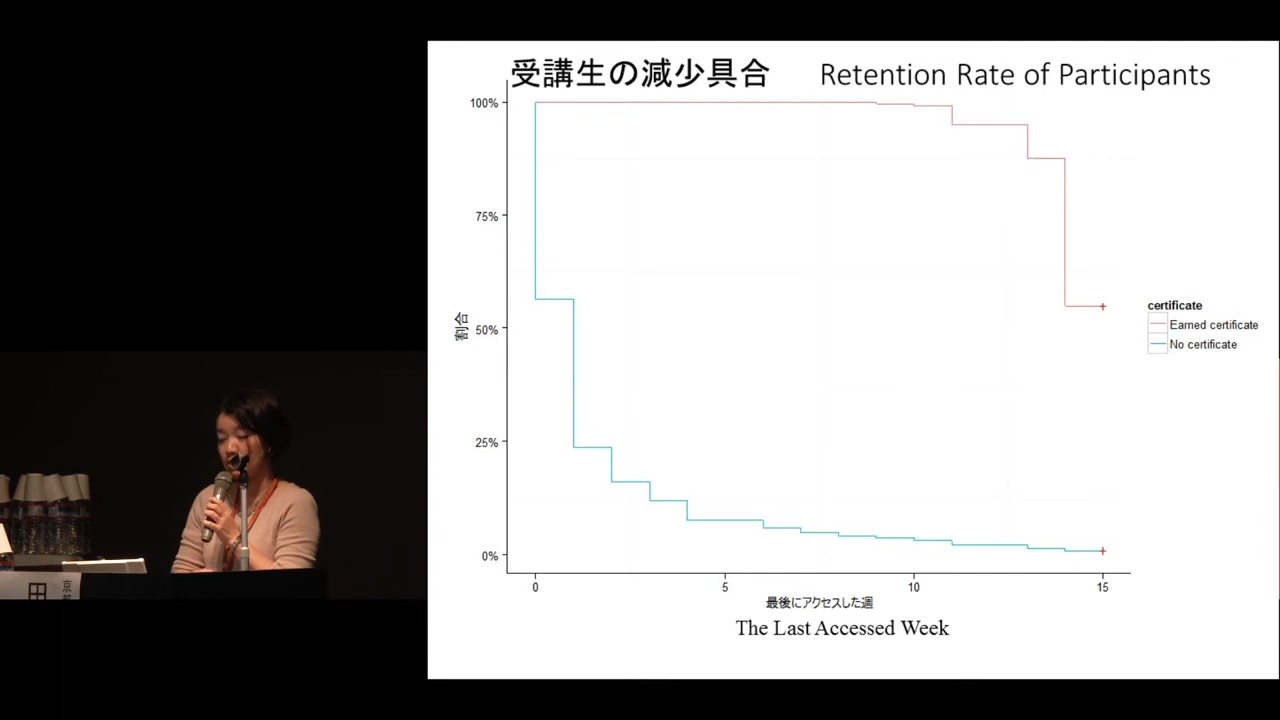 受講生の減少具合 Retention Rate of Participants
100%
75%
50%
25%
0%
割合
0 5 10 15
最後にアクセスした週
The Last Accessed Week
certificate
Earned certificate
No certificate
田